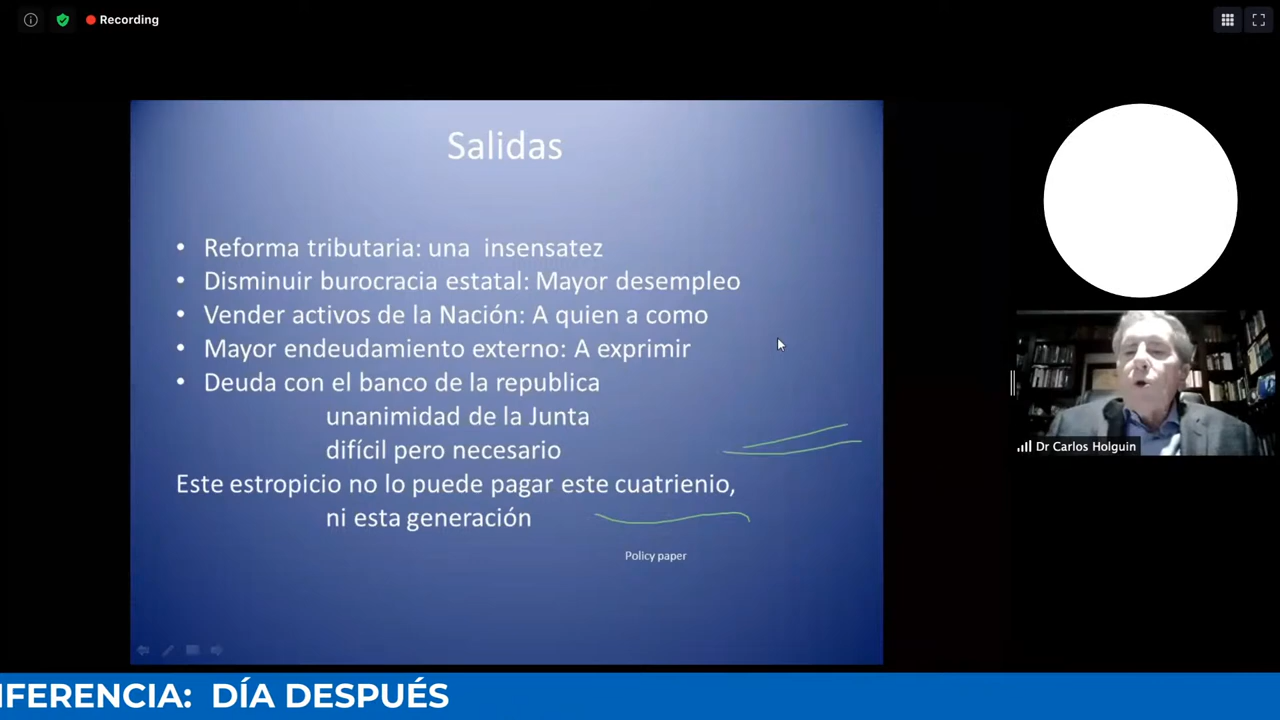 Recording
Salidas
• Reforma tributaria: una insensatez
• Disminuir burocracia estatal: Mayor desempleo
• Vender activos de la Nación: A quien a como
• Mayor endeudamiento externo: A exprimir
• Deuda con el banco de la republica
unanimidad de la Junta
difícil pero necesario
Este estropicio no lo puede pagar este cuatrienio,
ni esta generación
Policy paper
Dr Carlos Holguin
NFERENCIA: DÍA DESPUÉS